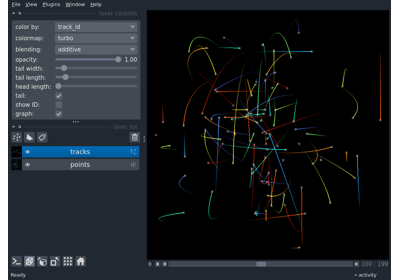 File View Plugins Window Help
layer controls
color by: track_id
colormap: turbo
blending: additive
opacity: 1.00
tail width:
tail length:
head length:
tail:
show ID:
graph:
layer list
tracks
points
Ready
0
100 199
activity